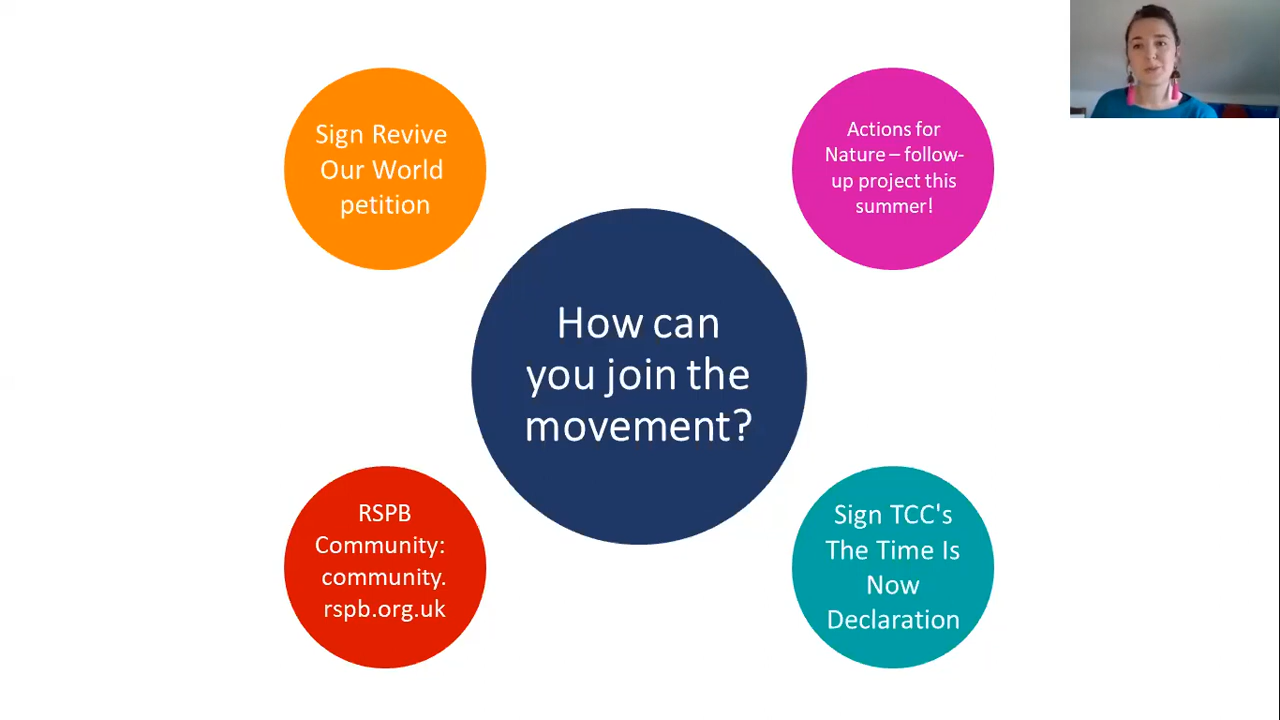 Sign Revive
Our World
petition
Actions for
Nature – follow-
up project this
summer!
How can
you join the
movement?
RSPB
Community:
community.
rspb.org.uk
Sign TCC's
The Time Is
Now
Declaration